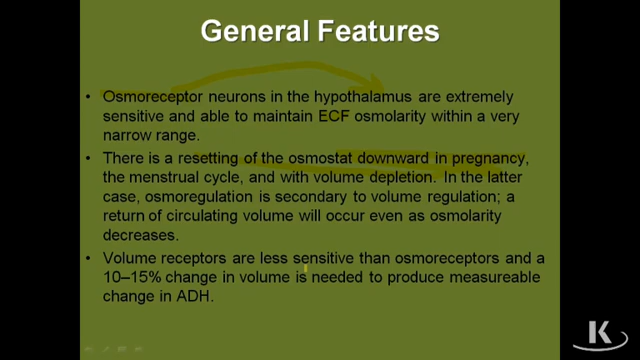 General Features
• Osmoreceptor neurons in the hypothalamus are extremely
sensitive and able to maintain ECF osmolarity within a very
narrow range.
• There is a resetting of the osmostat downward in pregnancy,
the menstrual cycle, and with volume depletion. In the latter
case, osmoregulation is secondary to volume regulation; a
return of circulating volume will occur even as osmolarity
decreases.
• Volume receptors are less sensitive than osmoreceptors and a
10–15% change in volume is needed to produce measureable
change in ADH.
K